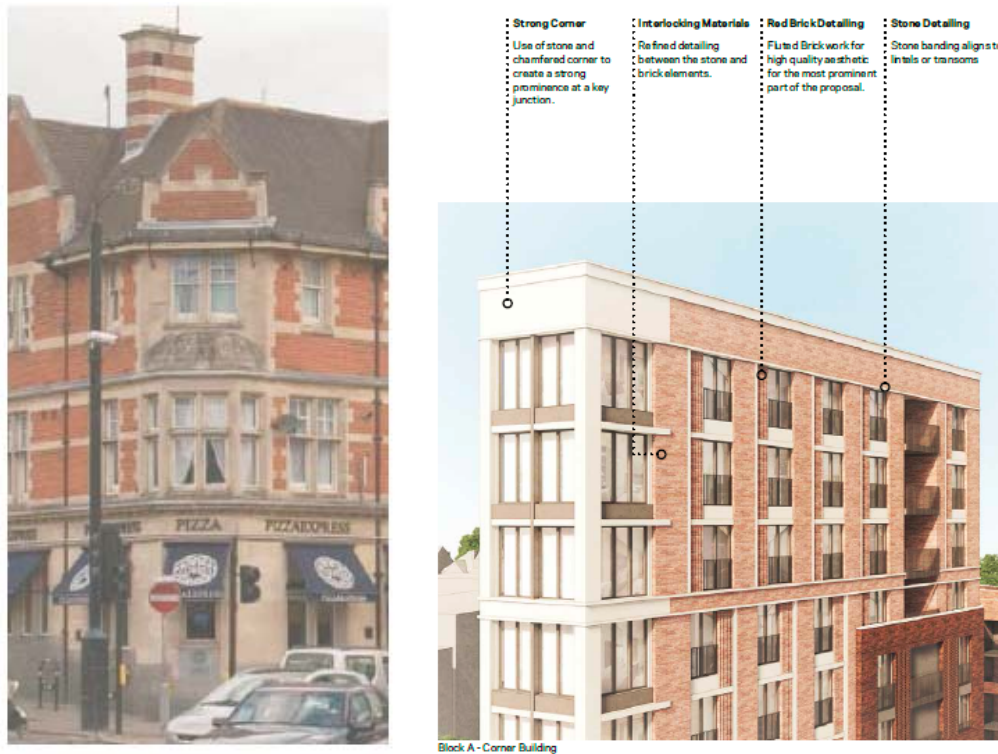 Strong Corner
Use of stone and
chamfered corner to
create a strong
prominence at a key
junction.
Interlocking Materials
Refined detailing
between the stone and
brick elements.
Red Brick Detailing
Fluted Brickwork for
high quality aesthetic
for the most prominent
part of the proposal.
Stone Detailing
Stone banding aligns to
lintels or transoms
PIZZA
PIZZAEXPRESS
Block A - Corner Building